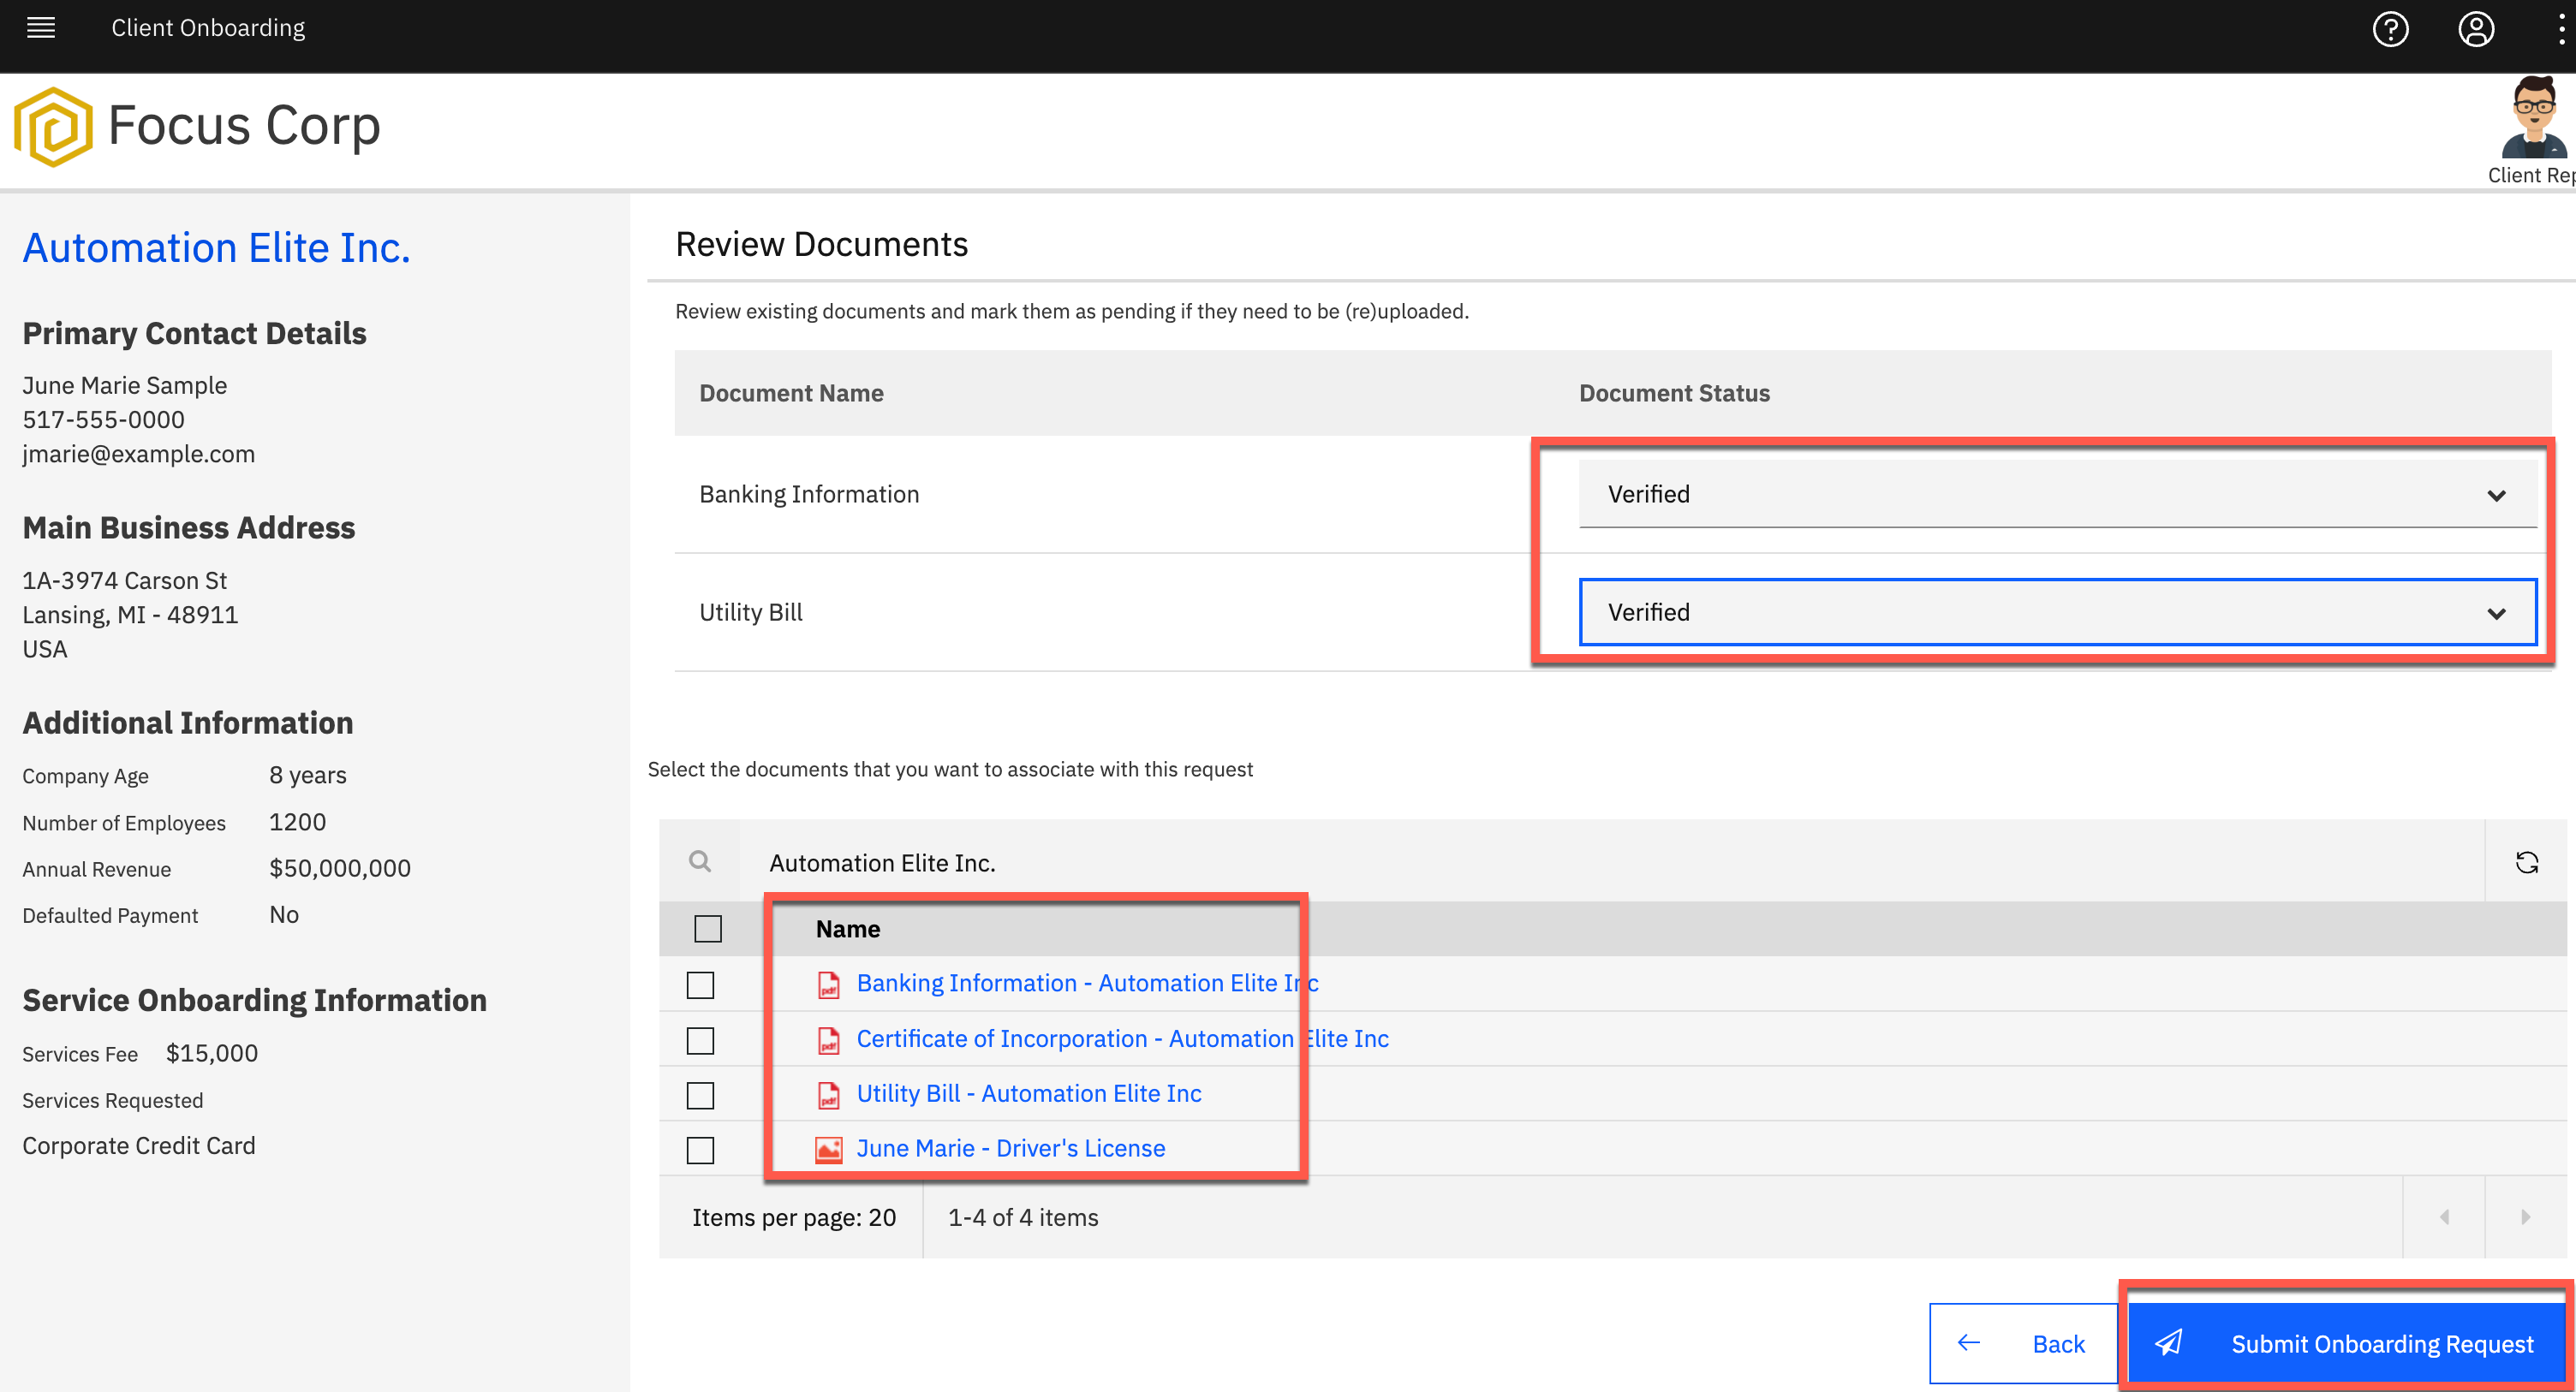 Client Onboarding
Focus Corp
Client Rep
Automation Elite Inc.
Primary Contact Details
June Marie Sample
517-555-0000
jmarie@example.com
Main Business Address
1A-3974 Carson St
Lansing, MI - 48911
USA
Additional Information
Company Age 8 years
Number of Employees 1200
Annual Revenue $50,000,000
Defaulted Payment No
Service Onboarding Information
Services Fee $15,000
Services Requested
Corporate Credit Card
Review Documents
Review existing documents and mark them as pending if they need to be (re)uploaded.
Document Name Document Status
Banking Information Verified
Utility Bill Verified
Select the documents that you want to associate with this request
Automation Elite Inc.
Name
Banking Information - Automation Elite Inc
Certificate of Incorporation - Automation Elite Inc
Utility Bill - Automation Elite Inc
June Marie - Driver's License
Items per page: 20 1-4 of 4 items
Back Submit Onboarding Request